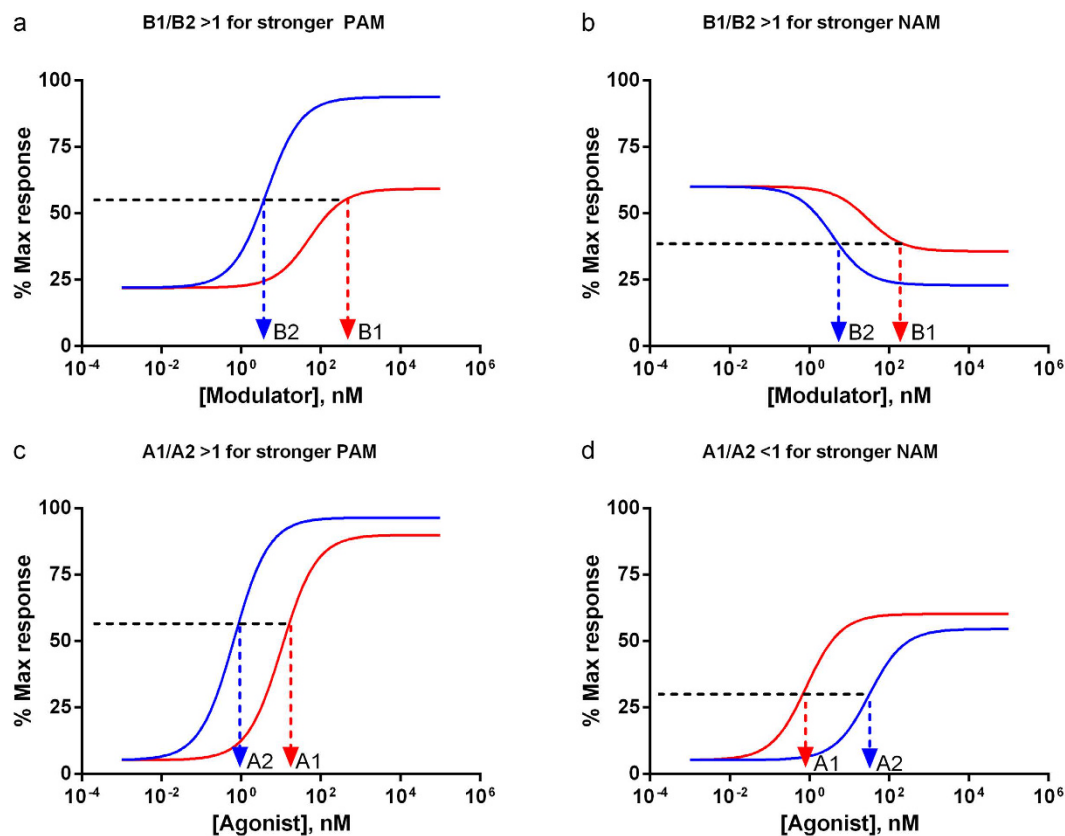 a
B1/B2 >1 for stronger PAM
% Max response
100
75
50
25
0
B2
B1
10-4
10-2
100
102
104
106
[Modulator], nM
b
B1/B2 >1 for stronger NAM
% Max response
100
75
50
25
0
B2
B1
10-4
10-2
100
102
104
106
[Modulator], nM
c
A1/A2 >1 for stronger PAM
% Max response
100
75
50
25
0
A2
A1
10-4
10-2
100
102
104
106
[Agonist], nM
d
A1/A2 <1 for stronger NAM
% Max response
100
75
50
25
0
A1
A2
10-4
10-2
100
102
104
106
[Agonist], nM